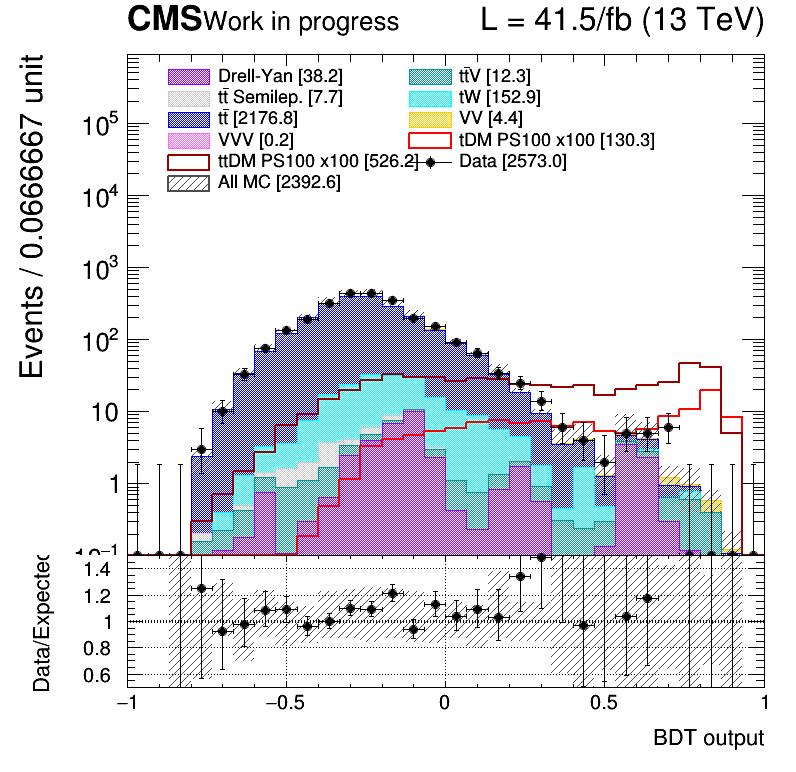 CMS Work in progress L = 41.5/fb (13 TeV)
Drell-Yan [38.2] tt̄V [12.3]
tt̄ Semilep. [7.7] tW [152.9]
tt̄ [2176.8] VV [4.4]
VVV [0.2] tDM PS100 x100 [130.3]
ttDM PS100 x100 [526.2] Data [2573.0]
All MC [2392.6]
Events / 0.0666667 unit
10⁵
10⁴
10³
10²
10
1
10⁻¹
Data/Expected
1.4
1.2
1
0.8
0.6
−1 −0.5 0 0.5 1
BDT output